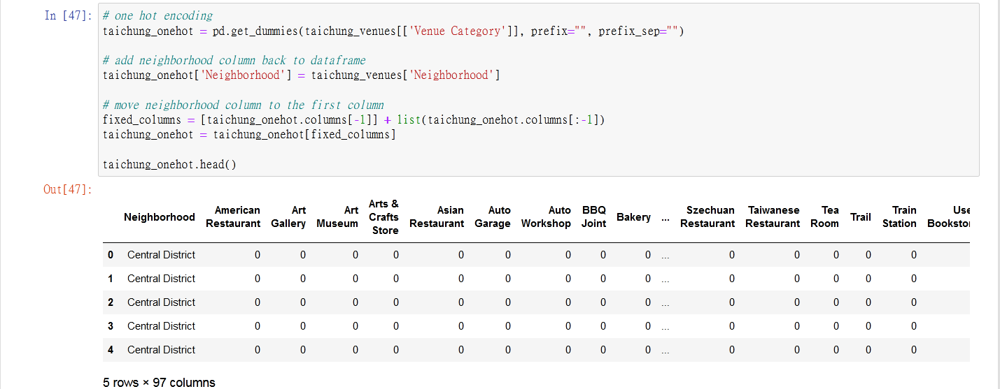 In [47]:
# one hot encoding
taichung_onehot = pd.get_dummies(taichung_venues[['Venue Category']], prefix="", prefix_sep="")
# add neighborhood column back to dataframe
taichung_onehot['Neighborhood'] = taichung_venues['Neighborhood']
# move neighborhood column to the first column
fixed_columns = [taichung_onehot.columns[-1]] + list(taichung_onehot.columns[:-1])
taichung_onehot = taichung_onehot[fixed_columns]
taichung_onehot.head()
Out[47]:
Neighborhood American Restaurant Art Gallery Art Museum Arts & Crafts Store Asian Restaurant Auto Garage Auto Workshop BBQ Joint Bakery ... Szechuan Restaurant Taiwanese Restaurant Tea Room Trail Train Station
0 Central District 0 0 0 0 0 0 0 0 0 ... 0 0 0 0 0
1 Central District 0 0 0 0 0 0 0 0 0 ... 0 0 0 0 0
2 Central District 0 0 0 0 0 0 0 0 0 ... 0 0 0 0 0
3 Central District 0 0 0 0 0 0 0 0 0 ... 0 0 0 0 0
4 Central District 0 0 0 0 0 0 0 0 0 ... 0 0 0 0 0
5 rows × 97 columns